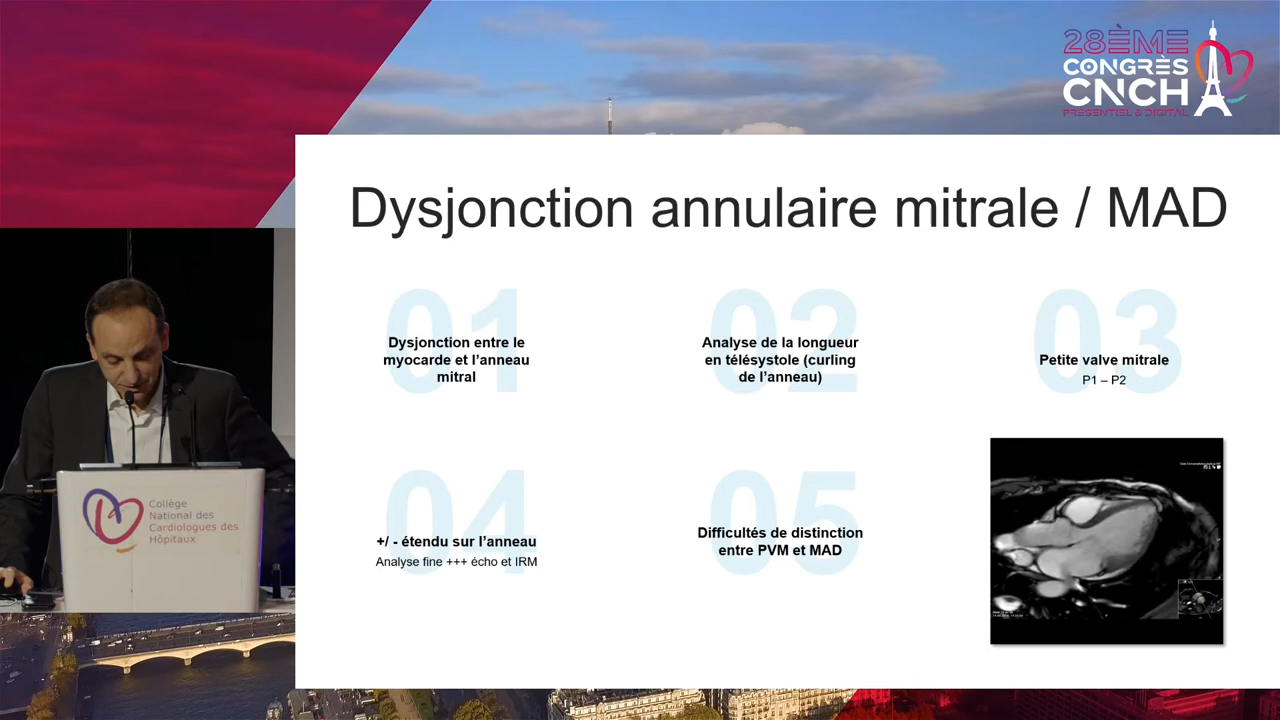 28ÈME
CONGRÈS
CNCH
PRÉSENTIEL & DIGITAL
Dysjonction annulaire mitrale / MAD
01
Dysjonction entre le
myocarde et l'anneau
mitral
02
Analyse de la longueur
en télésystole (curling
de l'anneau)
03
Petite valve mitrale
P1 – P2
04
+/ - étendu sur l'anneau
Analyse fine +++ écho et IRM
05
Difficultés de distinction
entre PVM et MAD
Collège
National des
Cardiologues des
Hôpitaux